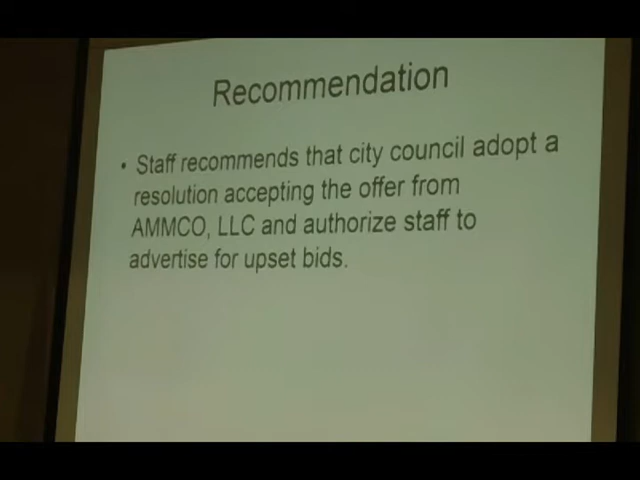 Recommendation
• Staff recommends that city council adopt a
resolution accepting the offer from
AMMCO, LLC and authorize staff to
advertise for upset bids.